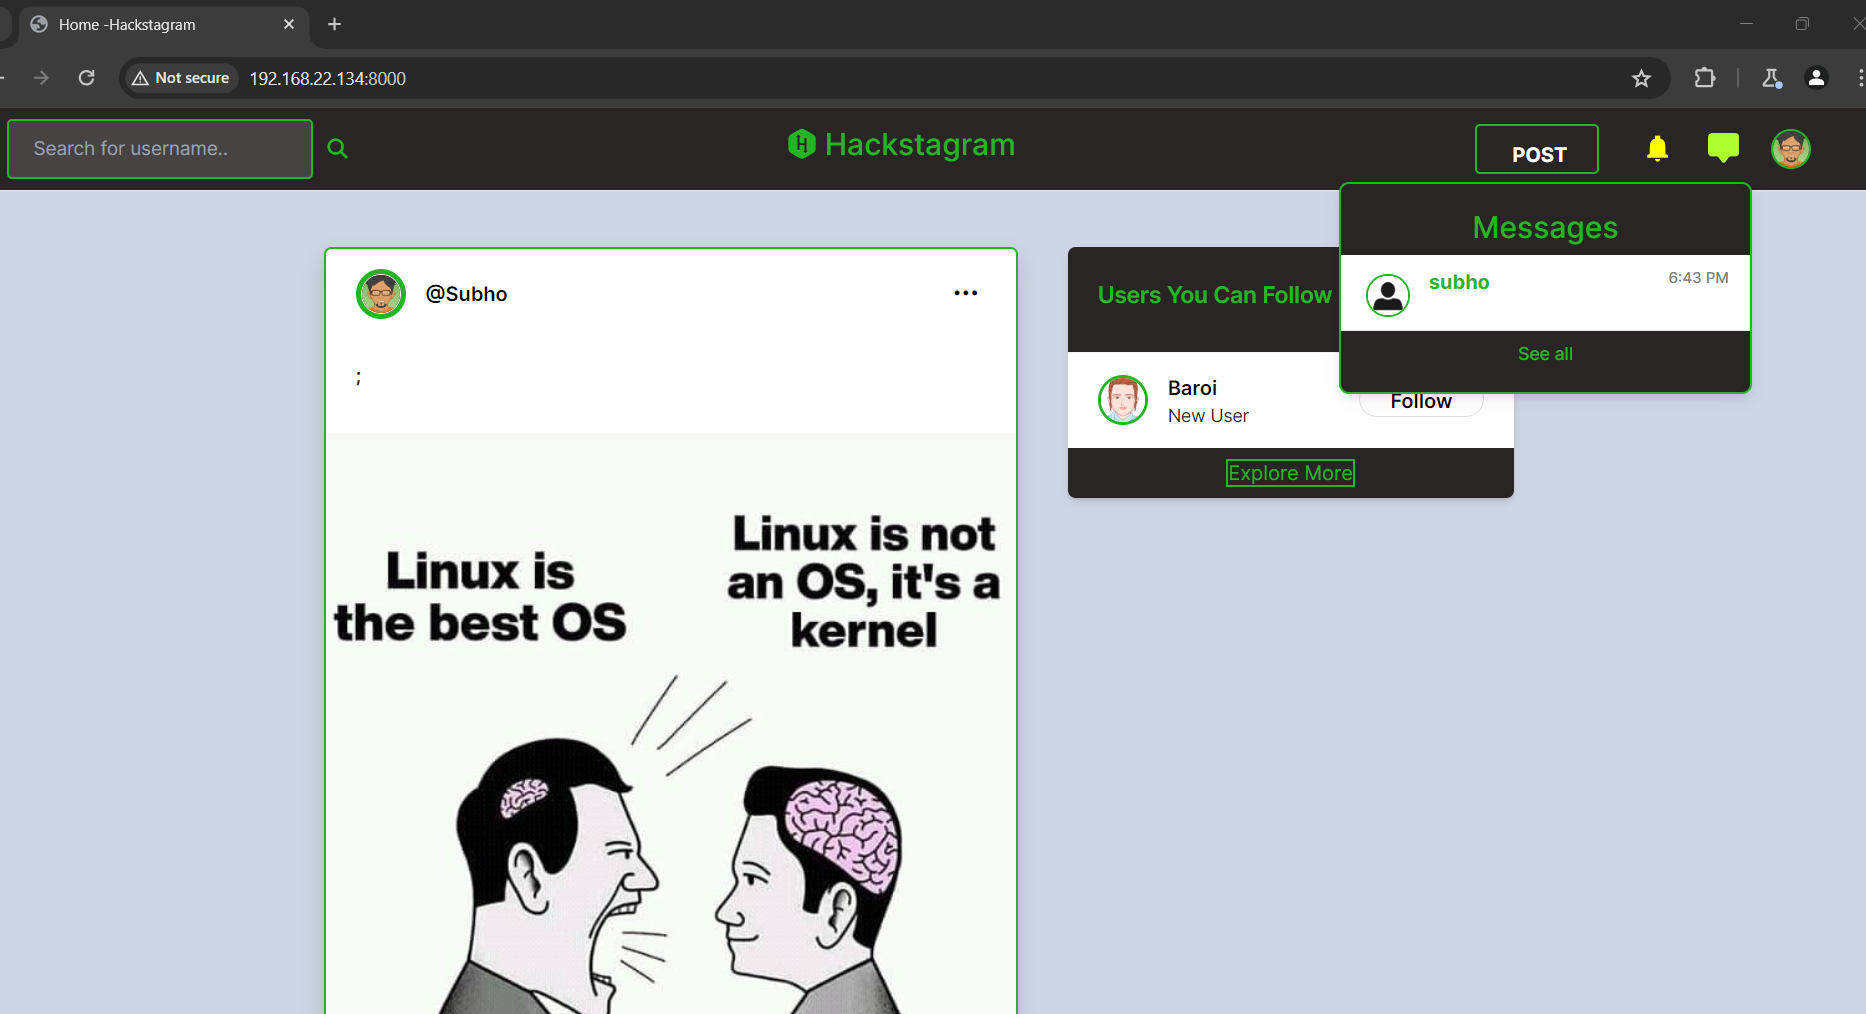 Home -Hackstagram
Not secure
192.168.22.134:8000
Search for username..
Hackstagram
POST
Messages
subho
6:43 PM
See all
@Subho
;
Users You Can Follow
Baroi
New User
Follow
Explore More
Linux is
the best OS
Linux is not
an OS, it's a
kernel